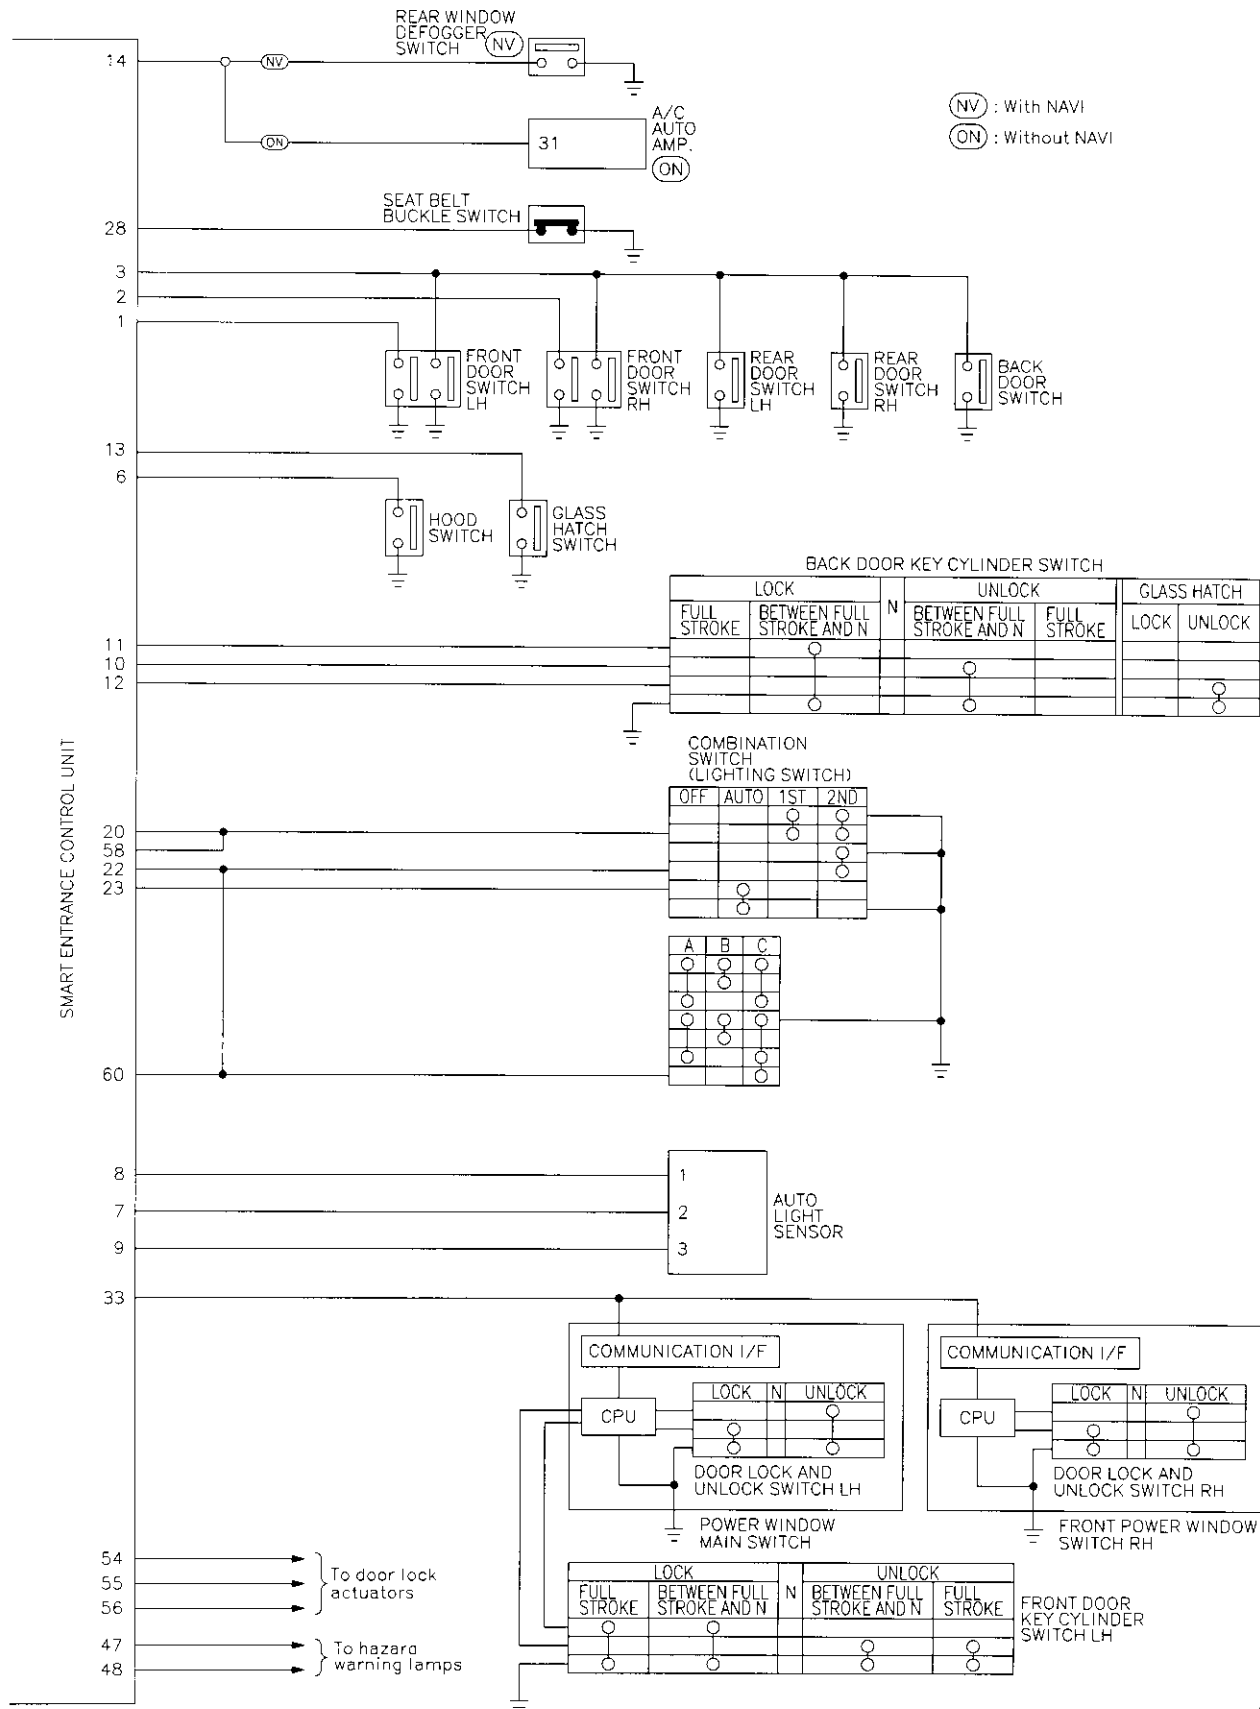 REAR WINDOW
DEFOGGER
SWITCH NV
14
NV
NV : With NAVI
ON : Without NAVI
A/C
AUTO
AMP.
ON
ON
31
SEAT BELT
BUCKLE SWITCH
28
3
2
1
FRONT
DOOR
SWITCH
LH
FRONT
DOOR
SWITCH
RH
REAR
DOOR
SWITCH
LH
REAR
DOOR
SWITCH
RH
BACK
DOOR
SWITCH
13
6
HOOD
SWITCH
GLASS
HATCH
SWITCH
BACK DOOR KEY CYLINDER SWITCH
LOCK N UNLOCK GLASS HATCH
FULL STROKE
BETWEEN FULL STROKE AND N
BETWEEN FULL STROKE AND N
FULL STROKE
LOCK UNLOCK
11
10
12
SMART ENTRANCE CONTROL UNIT
COMBINATION
SWITCH
(LIGHTING SWITCH)
OFF AUTO 1ST 2ND
20
58
22
23
A B C
60
8 1
7 2
9 3
AUTO
LIGHT
SENSOR
33
COMMUNICATION I/F
CPU
LOCK N UNLOCK
DOOR LOCK AND
UNLOCK SWITCH LH
POWER WINDOW
MAIN SWITCH
COMMUNICATION I/F
CPU
LOCK N UNLOCK
DOOR LOCK AND
UNLOCK SWITCH RH
FRONT POWER WINDOW
SWITCH RH
54
55
56
To door lock
actuators
47
48
To hazard
warning lamps
LOCK N UNLOCK
FULL STROKE
BETWEEN FULL STROKE AND N
BETWEEN FULL STROKE AND N
FULL STROKE
FRONT DOOR
KEY CYLINDER
SWITCH LH